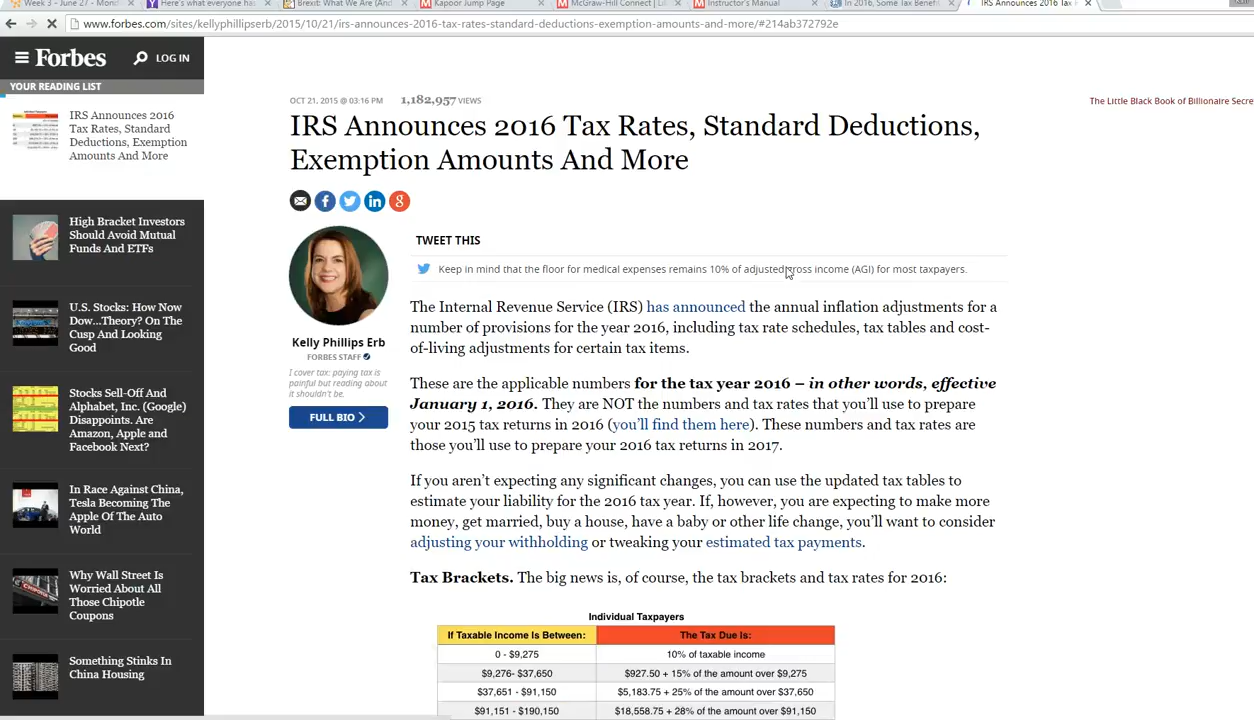 Week 3 – June 27 – Mond
Here's what everyone has
Brexit: What We Are (And
Kapoor Jump Page
McGraw-Hill Connect | Li
Instructor's Manual
In 2016, Some Tax Benefi
IRS Announces 2016 Tax
www.forbes.com/sites/kellyphillipserb/2015/10/21/irs-announces-2016-tax-rates-standard-deductions-exemption-amounts-and-more/#214ab372792e
Forbes
LOG IN
YOUR READING LIST
IRS Announces 2016
Tax Rates, Standard
Deductions, Exemption
Amounts And More
High Bracket Investors
Should Avoid Mutual
Funds And ETFs
U.S. Stocks: How Now
Dow...Theory? On The
Cusp And Looking
Good
Stocks Sell-Off And
Alphabet, Inc. (Google)
Disappoints. Are
Amazon, Apple and
Facebook Next?
In Race Against China,
Tesla Becoming The
Apple Of The Auto
World
Why Wall Street Is
Worried About All
Those Chipotle
Coupons
Something Stinks In
China Housing
OCT 21, 2015 @ 03:16 PM 1,182,957 VIEWS
The Little Black Book of Billionaire Secre
IRS Announces 2016 Tax Rates, Standard Deductions,
Exemption Amounts And More
Kelly Phillips Erb
FORBES STAFF
I cover tax: paying tax is
painful but reading about
it shouldn't be.
FULL BIO
TWEET THIS
Keep in mind that the floor for medical expenses remains 10% of adjusted gross income (AGI) for most taxpayers.
The Internal Revenue Service (IRS) has announced the annual inflation adjustments for a
number of provisions for the year 2016, including tax rate schedules, tax tables and cost-
of-living adjustments for certain tax items.
These are the applicable numbers for the tax year 2016 – in other words, effective
January 1, 2016. They are NOT the numbers and tax rates that you'll use to prepare
your 2015 tax returns in 2016 (you'll find them here). These numbers and tax rates are
those you'll use to prepare your 2016 tax returns in 2017.
If you aren't expecting any significant changes, you can use the updated tax tables to
estimate your liability for the 2016 tax year. If, however, you are expecting to make more
money, get married, buy a house, have a baby or other life change, you'll want to consider
adjusting your withholding or tweaking your estimated tax payments.
Tax Brackets. The big news is, of course, the tax brackets and tax rates for 2016:
Individual Taxpayers
If Taxable Income Is Between: The Tax Due Is:
0 - $9,275 10% of taxable income
$9,276- $37,650 $927.50 + 15% of the amount over $9,275
$37,651 - $91,150 $5,183.75 + 25% of the amount over $37,650
$91,151 - $190,150 $18,558.75 + 28% of the amount over $91,150